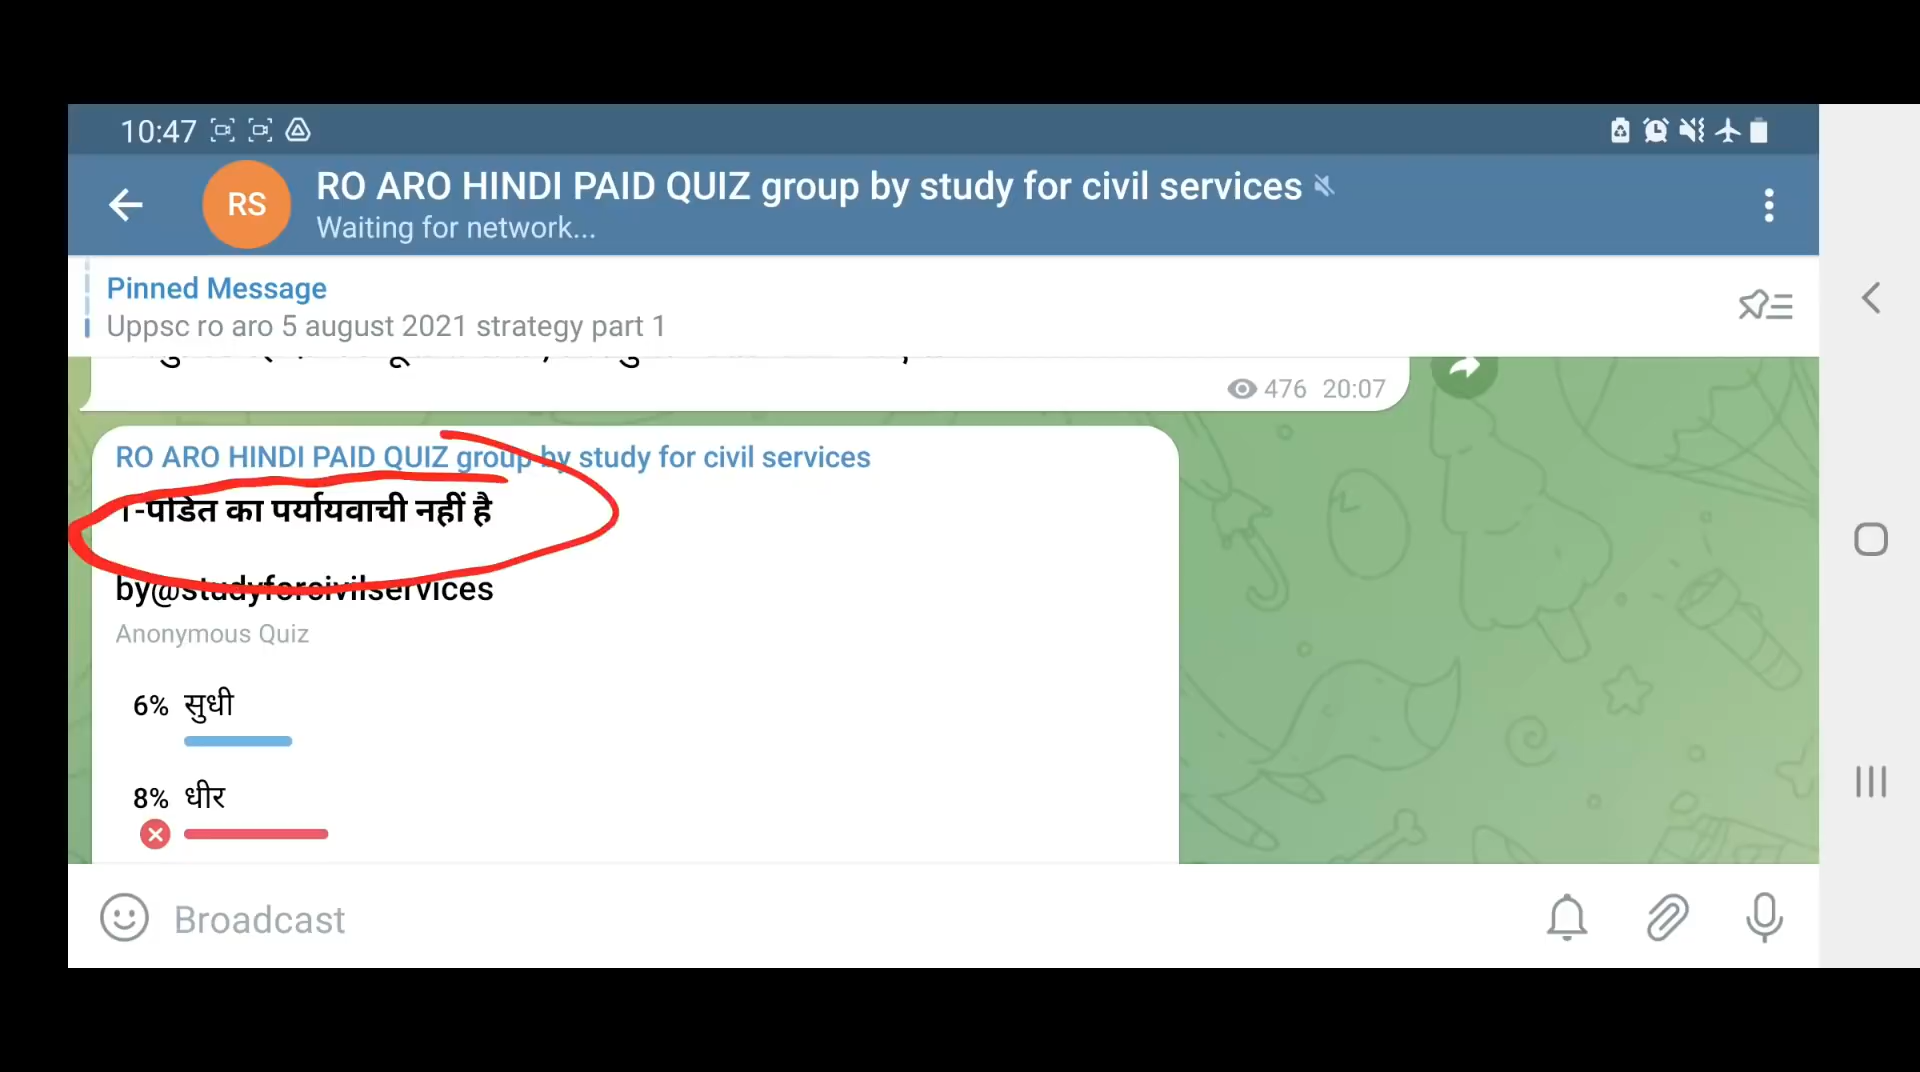 10:47
RS
RO ARO HINDI PAID QUIZ group by study for civil services
Waiting for network...
Pinned Message
Uppsc ro aro 5 august 2021 strategy part 1
476 20:07
RO ARO HINDI PAID QUIZ group by study for civil services
1-पंडित का पर्यायवाची नहीं है
by@studyforcivilservices
Anonymous Quiz
6% सुधी
8% धीर
Broadcast